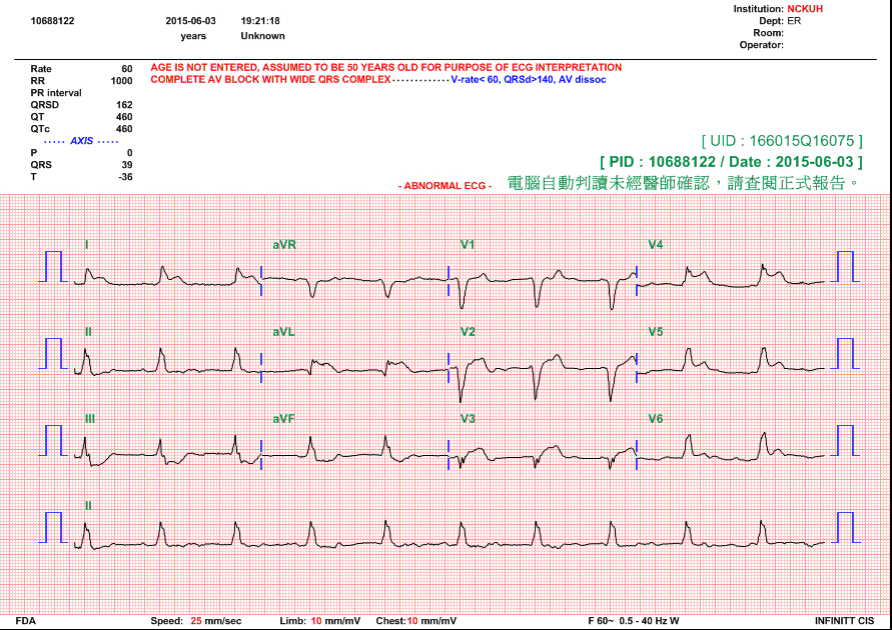 Institution: NCKUH
10688122 2015-06-03 19:21:18 Dept: ER
years Unknown Room:
Operator:
Rate 60 AGE IS NOT ENTERED, ASSUMED TO BE 50 YEARS OLD FOR PURPOSE OF ECG INTERPRETATION
RR 1000 COMPLETE AV BLOCK WITH WIDE QRS COMPLEX-------------V-rate< 60, QRSd>140, AV dissoc
PR interval
QRSD 162
QT 460
QTc 460
----- AXIS -----
P 0
QRS 39
T -36
[ UID : 166015Q16075 ]
[ PID : 10688122 / Date : 2015-06-03 ]
- ABNORMAL ECG - 電腦自動判讀未經醫師確認，請查閱正式報告。
I aVR V1 V4
II aVL V2 V5
III aVF V3 V6
II
FDA Speed: 25 mm/sec Limb: 10 mm/mV Chest:10 mm/mV F 60~ 0.5 - 40 Hz W INFINITT CIS